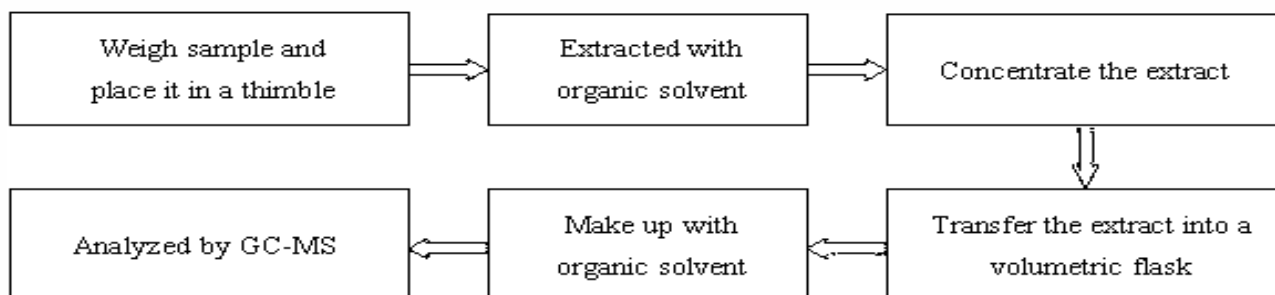 Weigh sample and
place it in a thimble
Extracted with
organic solvent
Concentrate the extract
Transfer the extract into a
volumetric flask
Make up with
organic solvent
Analyzed by GC-MS